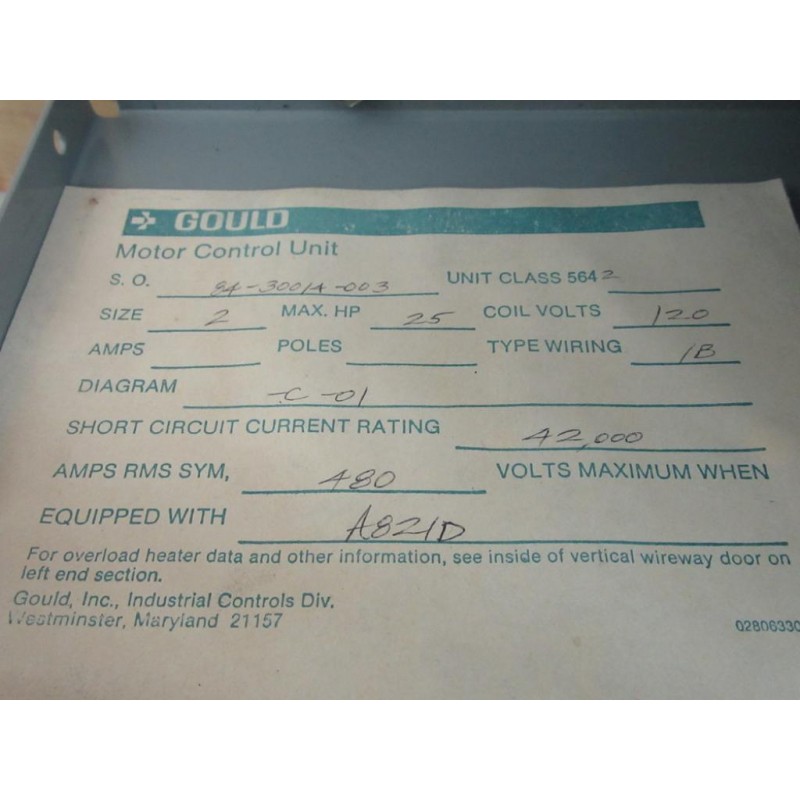 GOULD
Motor Control Unit
S. O. 84-30014-003 UNIT CLASS 5642
SIZE 2 MAX. HP 25 COIL VOLTS 120
AMPS POLES TYPE WIRING 1B
DIAGRAM -C-01
SHORT CIRCUIT CURRENT RATING 42,000
AMPS RMS SYM, 480 VOLTS MAXIMUM WHEN
EQUIPPED WITH A821D
For overload heater data and other information, see inside of vertical wireway door on
left end section.
Gould, Inc., Industrial Controls Div.
Westminster, Maryland 21157
02806330